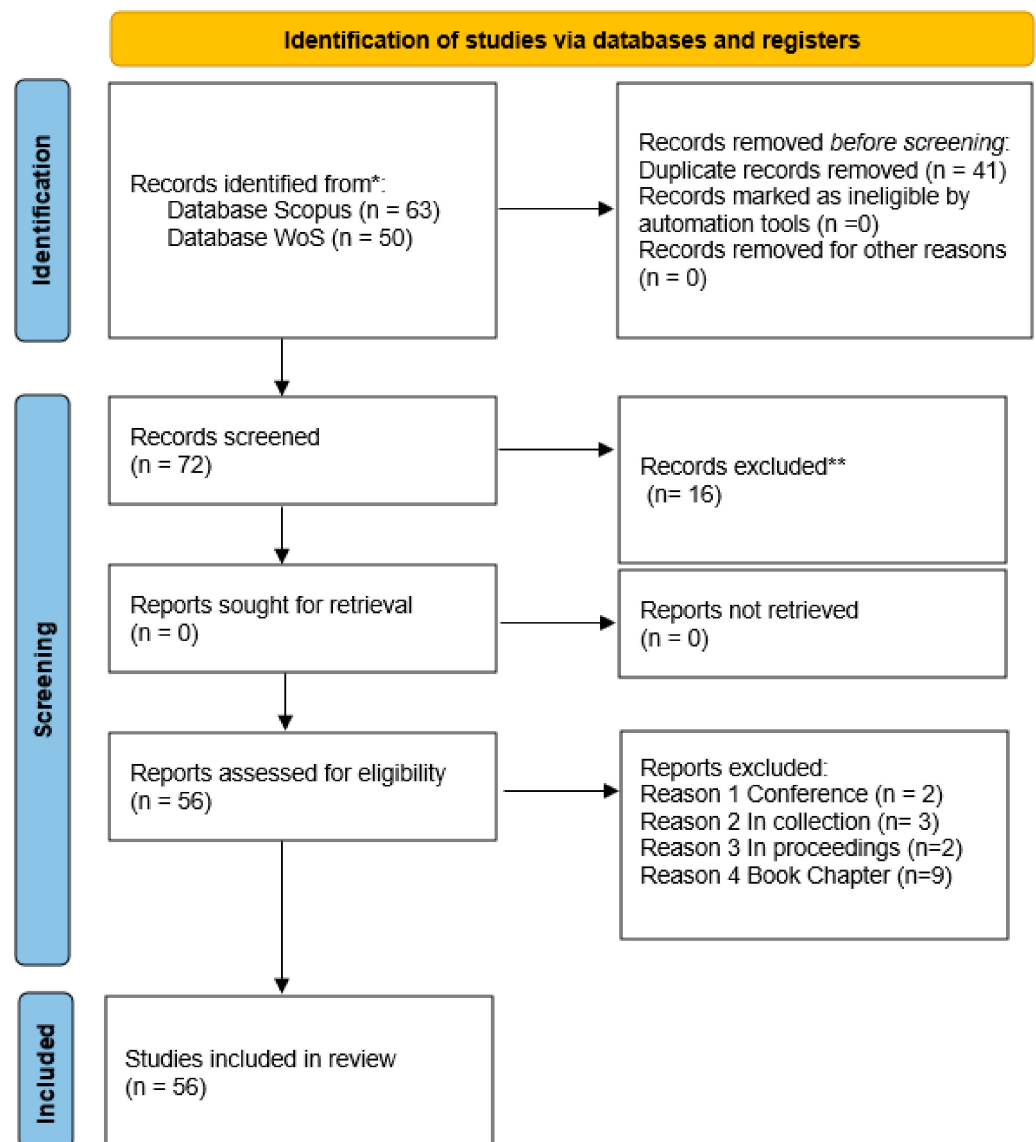 Identification of studies via databases and registers
Identification
Records identified from*:
Database Scopus (n = 63)
Database WoS (n = 50)
Records removed before screening:
Duplicate records removed (n = 41)
Records marked as ineligible by
automation tools (n =0)
Records removed for other reasons
(n = 0)
Screening
Records screened
(n = 72)
Records excluded**
(n= 16)
Reports sought for retrieval
(n = 0)
Reports not retrieved
(n = 0)
Reports assessed for eligibility
(n = 56)
Reports excluded:
Reason 1 Conference (n = 2)
Reason 2 In collection (n= 3)
Reason 3 In proceedings (n=2)
Reason 4 Book Chapter (n=9)
Included
Studies included in review
(n = 56)